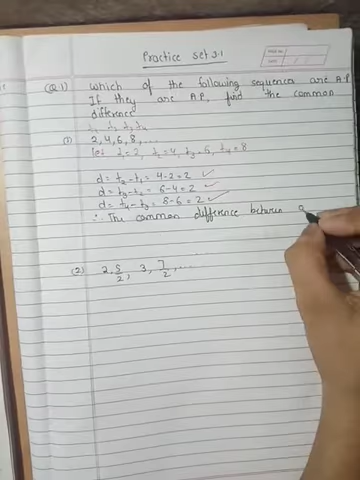 Practice set 3.1
(Q.1) which of the following sequences are A.P
If they are A.P, find the common
difference
t₁ t₂ t₃ t₄
(1) 2, 4, 6, 8, ...
let t₁ = 2, t₂ = 4, t₃ = 6, t₄ = 8
d = t₂ - t₁ = 4 - 2 = 2 ✓
d = t₃ - t₂ = 6 - 4 = 2 ✓
d = t₄ - t₃ = 8 - 6 = 2 ✓
∴ The common difference betwen
(2) 2, 5/2, 3, 7/2, ...